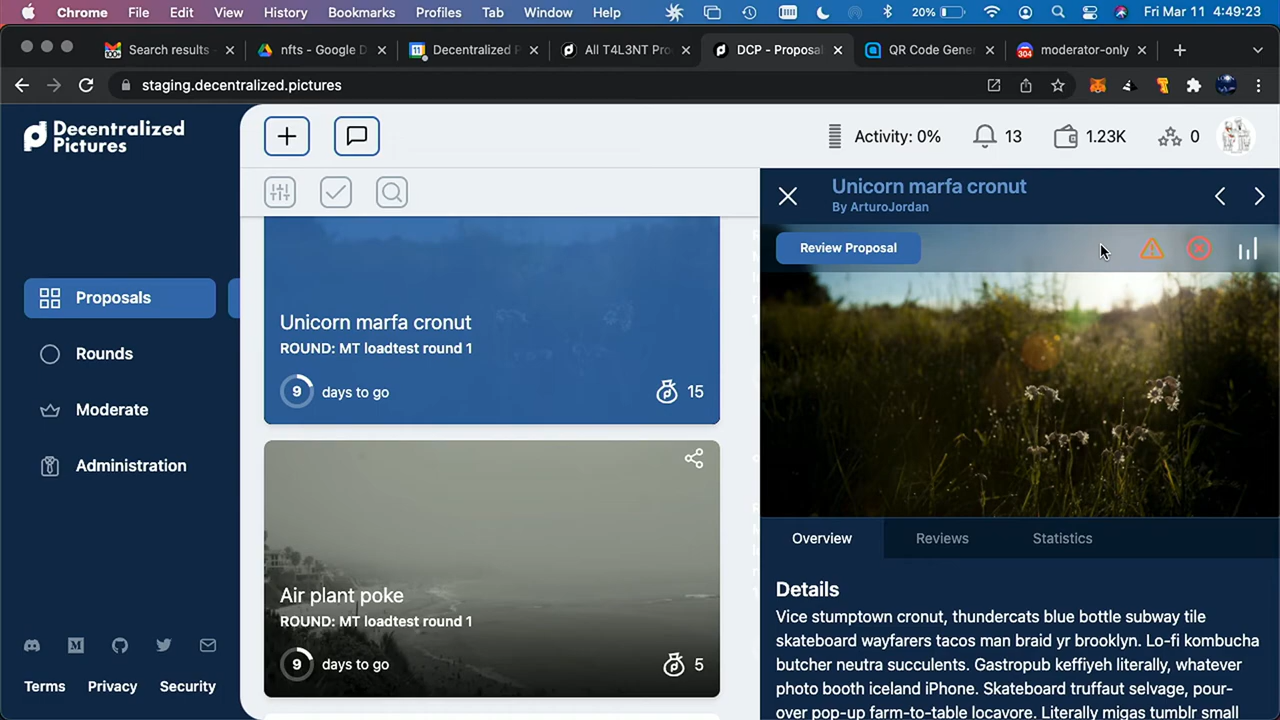 Chrome File Edit View History Bookmarks Profiles Tab Window Help 20% Fri Mar 11 4:49:23
Search results - nfts - Google D Decentralized P All T4L3NT Pro DCP - Proposal QR Code Gene 304 moderator-only
staging.decentralized.pictures
Decentralized
Pictures
Activity: 0% 13 1.23K 0
Proposals
Rounds
Moderate
Administration
Terms Privacy Security
Unicorn marfa cronut
ROUND: MT loadtest round 1
9 days to go 15
Air plant poke
ROUND: MT loadtest round 1
9 days to go 5
Unicorn marfa cronut
By ArturoJordan
Review Proposal
Overview Reviews Statistics
Details
Vice stumptown cronut, thundercats blue bottle subway tile
skateboard wayfarers tacos man braid yr brooklyn. Lo-fi kombucha
butcher neutra succulents. Gastropub keffiyeh literally, whatever
photo booth iceland iPhone. Skateboard truffaut selvage, pour-
over pop-up farm-to-table locavore. Literally migas tumblr small